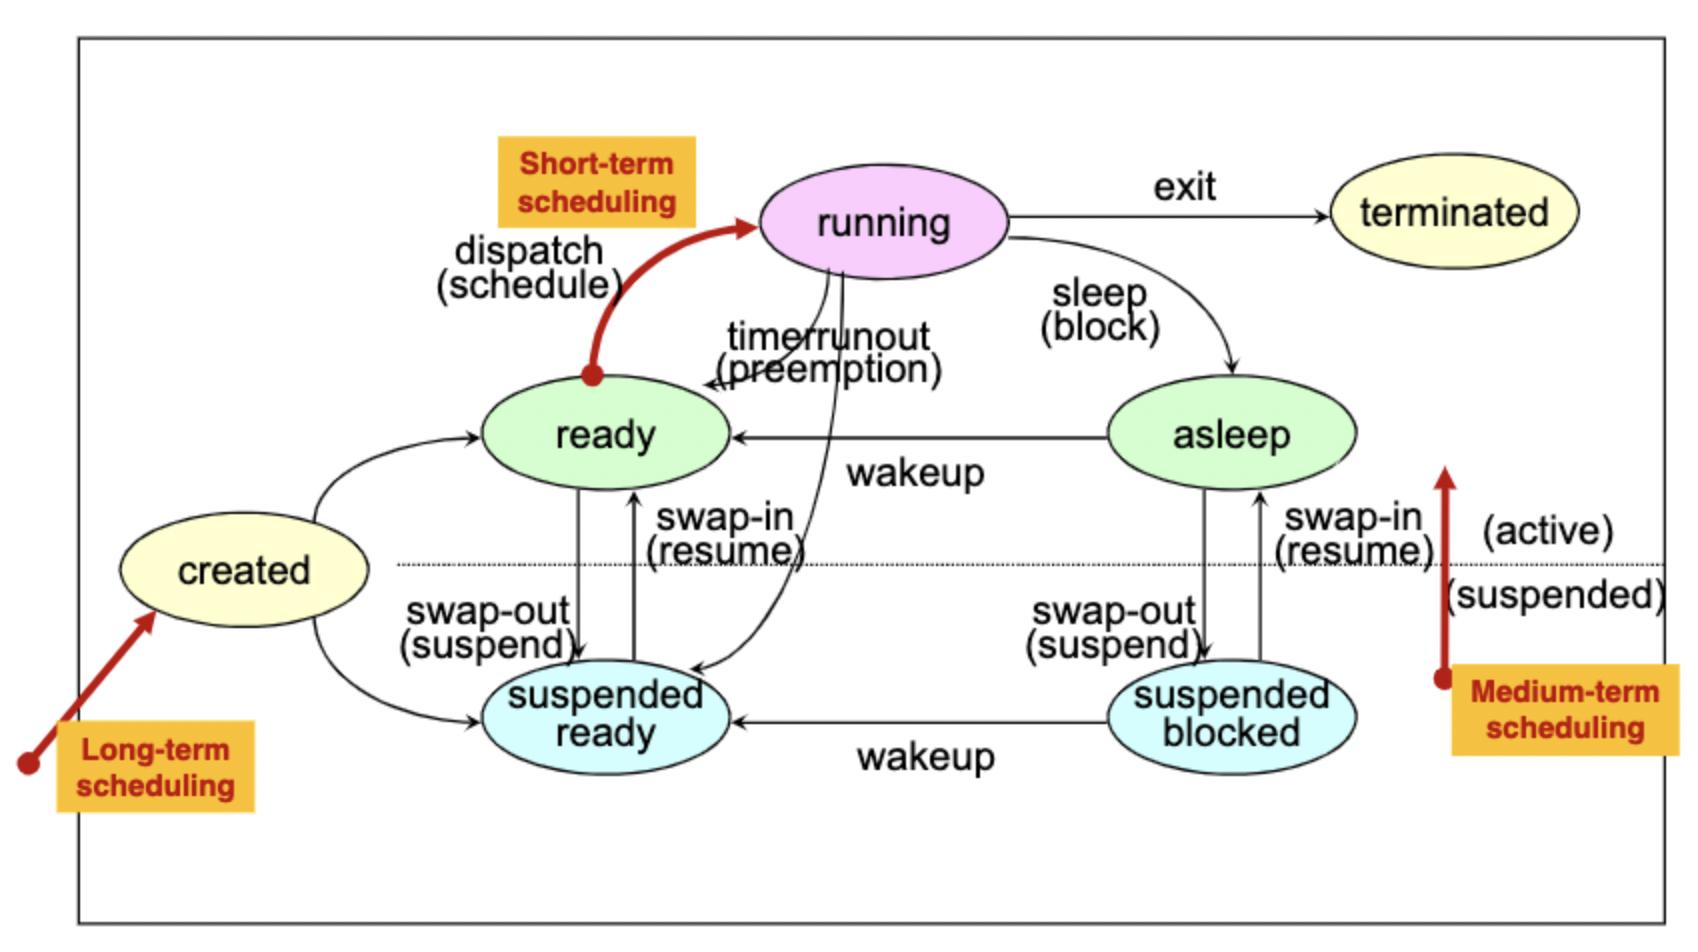 Short-term
scheduling
running
exit
terminated
dispatch
(schedule)
sleep
(block)
timerrunout
(preemption)
ready
asleep
wakeup
created
swap-in
(resume)
swap-in
(resume)
(active)
(suspended)
swap-out
(suspend)
swap-out
(suspend)
suspended
ready
suspended
blocked
wakeup
Medium-term
scheduling
Long-term
scheduling